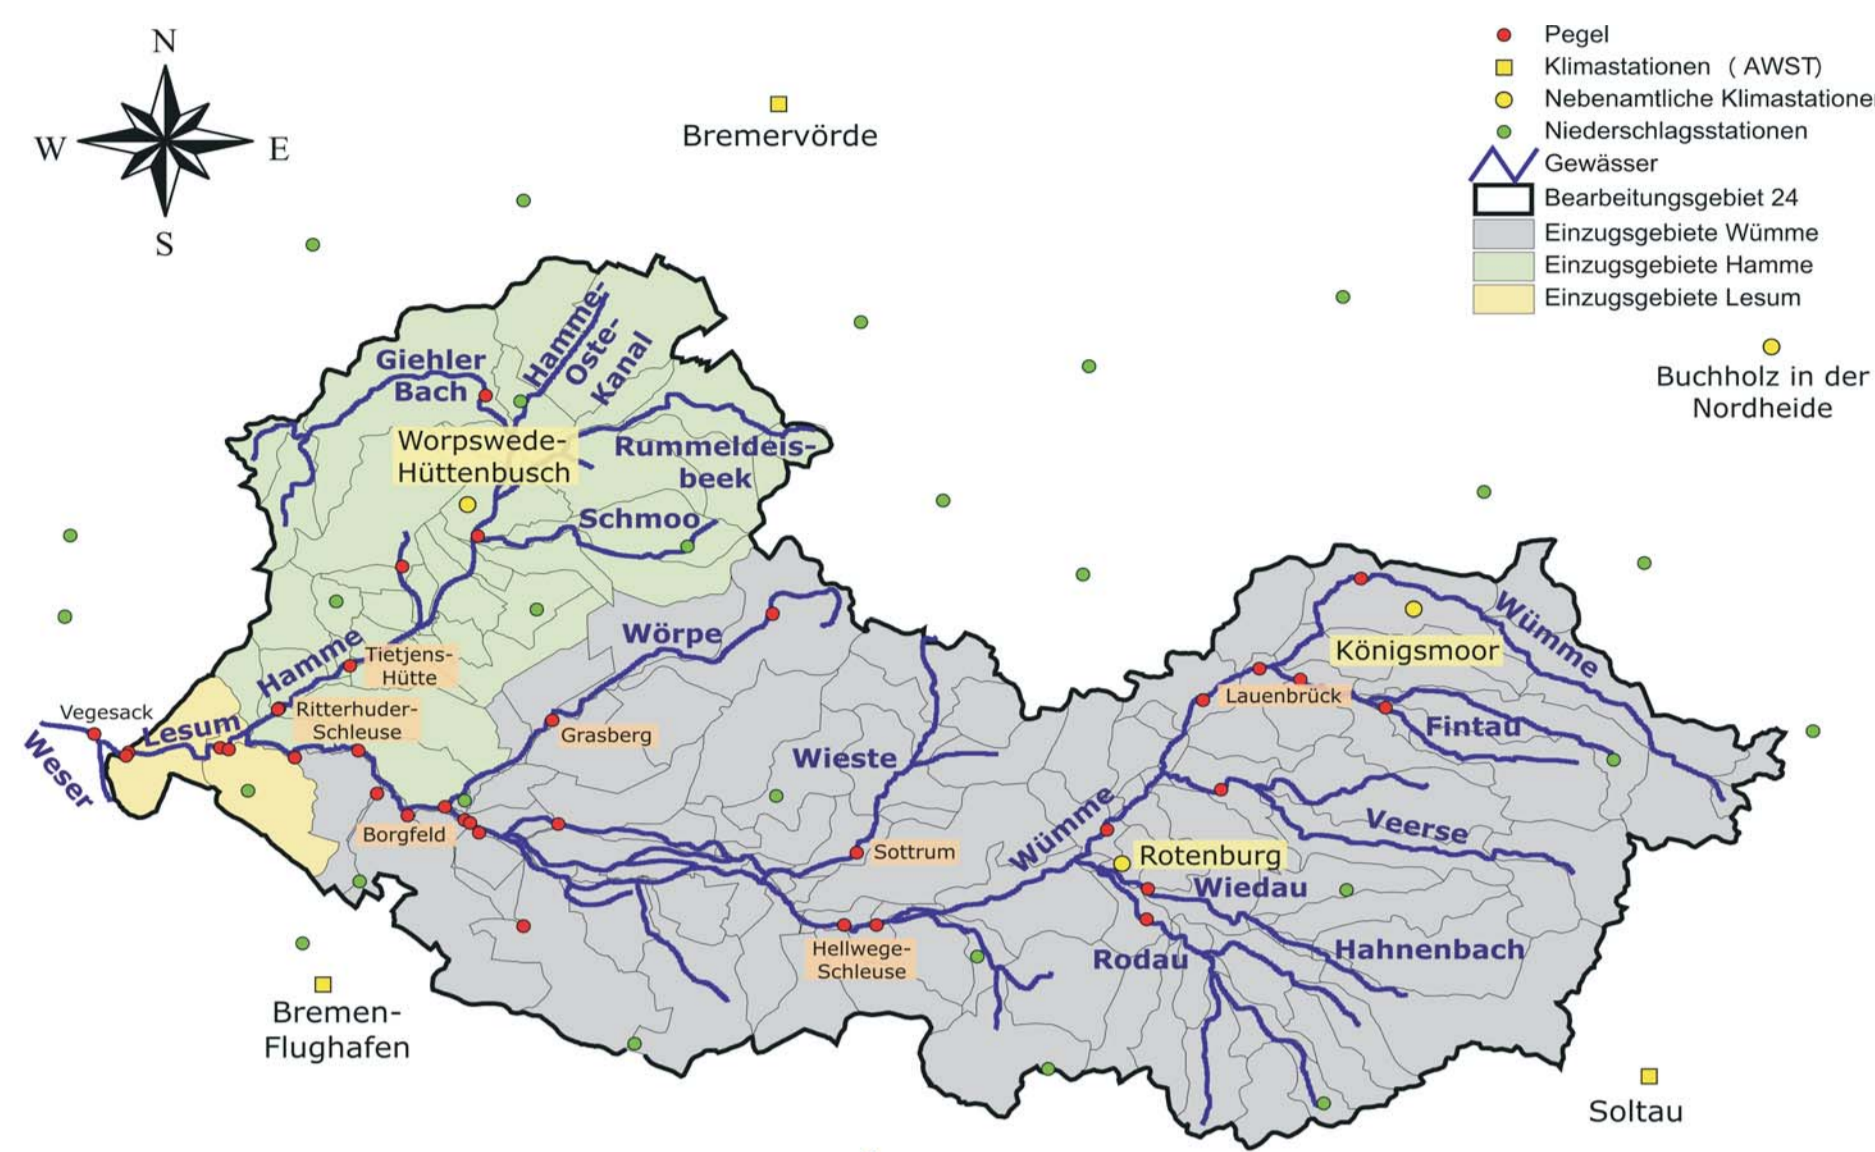 N
W
E
S
Pegel
Klimastationen ( AWST)
Nebenamtliche Klimastationen
Niederschlagsstationen
Gewässer
Bearbeitungsgebiet 24
Einzugsgebiete Wümme
Einzugsgebiete Hamme
Einzugsgebiete Lesum
Bremervörde
Buchholz in der
Nordheide
Giehler
Bach
Hamme-
Oste-
Kanal
Worpswede-
Hüttenbusch
Rummeldeis-
beek
Schmoo
Hamme
Tietjens-
Hütte
Ritterhuder-
Schleuse
Vegesack
Lesum
Weser
Wörpe
Grasberg
Wieste
Borgfeld
Sottrum
Hellwege-
Schleuse
Wümme
Königsmoor
Lauenbrück
Fintau
Veerse
Wümme
Rotenburg
Wiedau
Hahnenbach
Rodau
Bremen-
Flughafen
Soltau